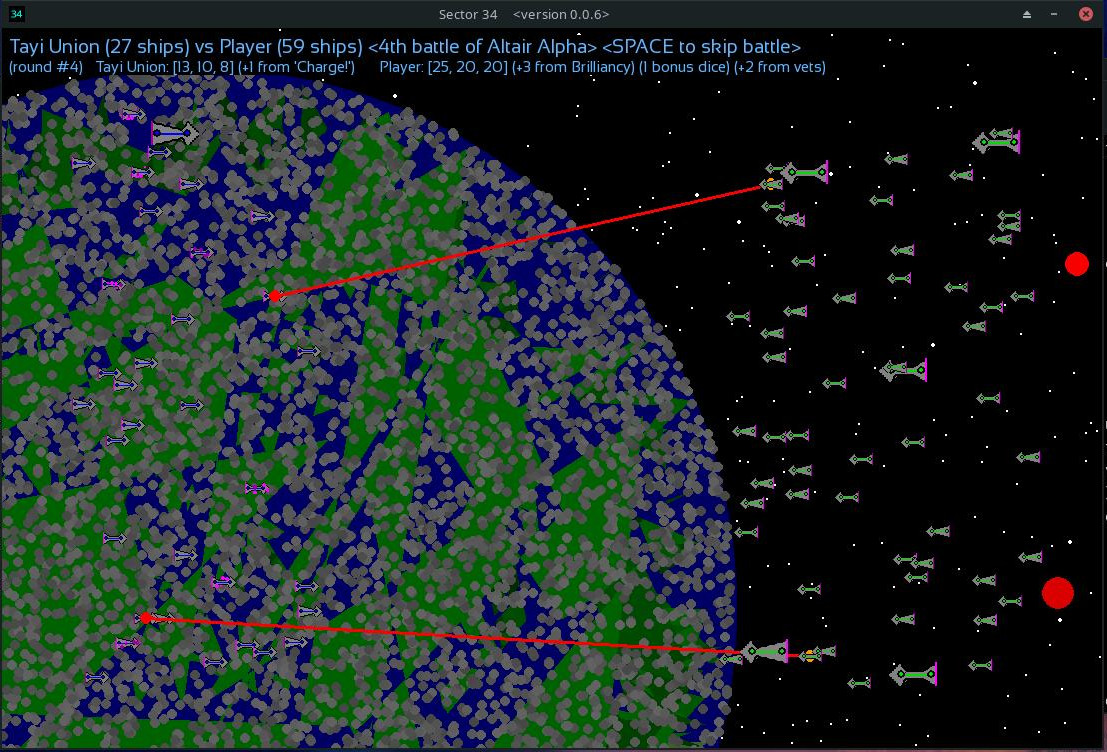 34
Sector 34 <version 0.0.6>
Tayi Union (27 ships) vs Player (59 ships) <4th battle of Altair Alpha> <SPACE to skip battle>
(round #4) Tayi Union: [13, 10, 8] (+1 from 'Charge!') Player: [25, 20, 20] (+3 from Brilliancy) (1 bonus dice) (+2 from vets)